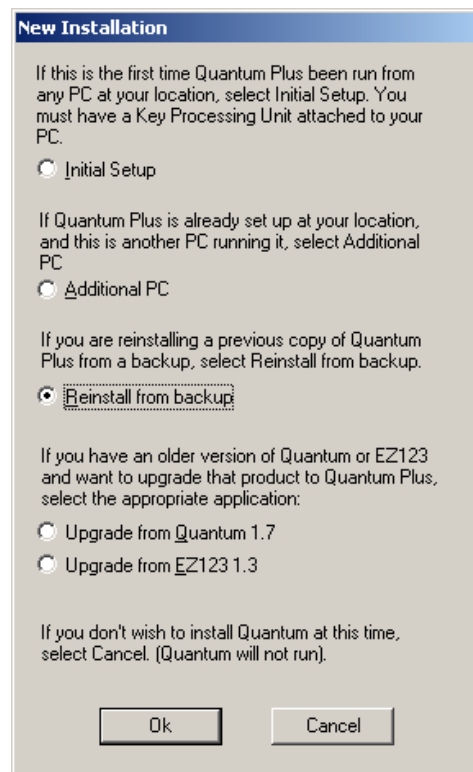 New Installation
If this is the first time Quantum Plus been run from
any PC at your location, select Initial Setup. You
must have a Key Processing Unit attached to your
PC.
Initial Setup
If Quantum Plus is already set up at your location,
and this is another PC running it, select Additional
PC
Additional PC
If you are reinstalling a previous copy of Quantum
Plus from a backup, select Reinstall from backup.
Reinstall from backup
If you have an older version of Quantum or EZ123
and want to upgrade that product to Quantum Plus,
select the appropriate application:
Upgrade from Quantum 1.7
Upgrade from EZ123 1.3
If you don't wish to install Quantum at this time,
select Cancel. (Quantum will not run).
Ok
Cancel